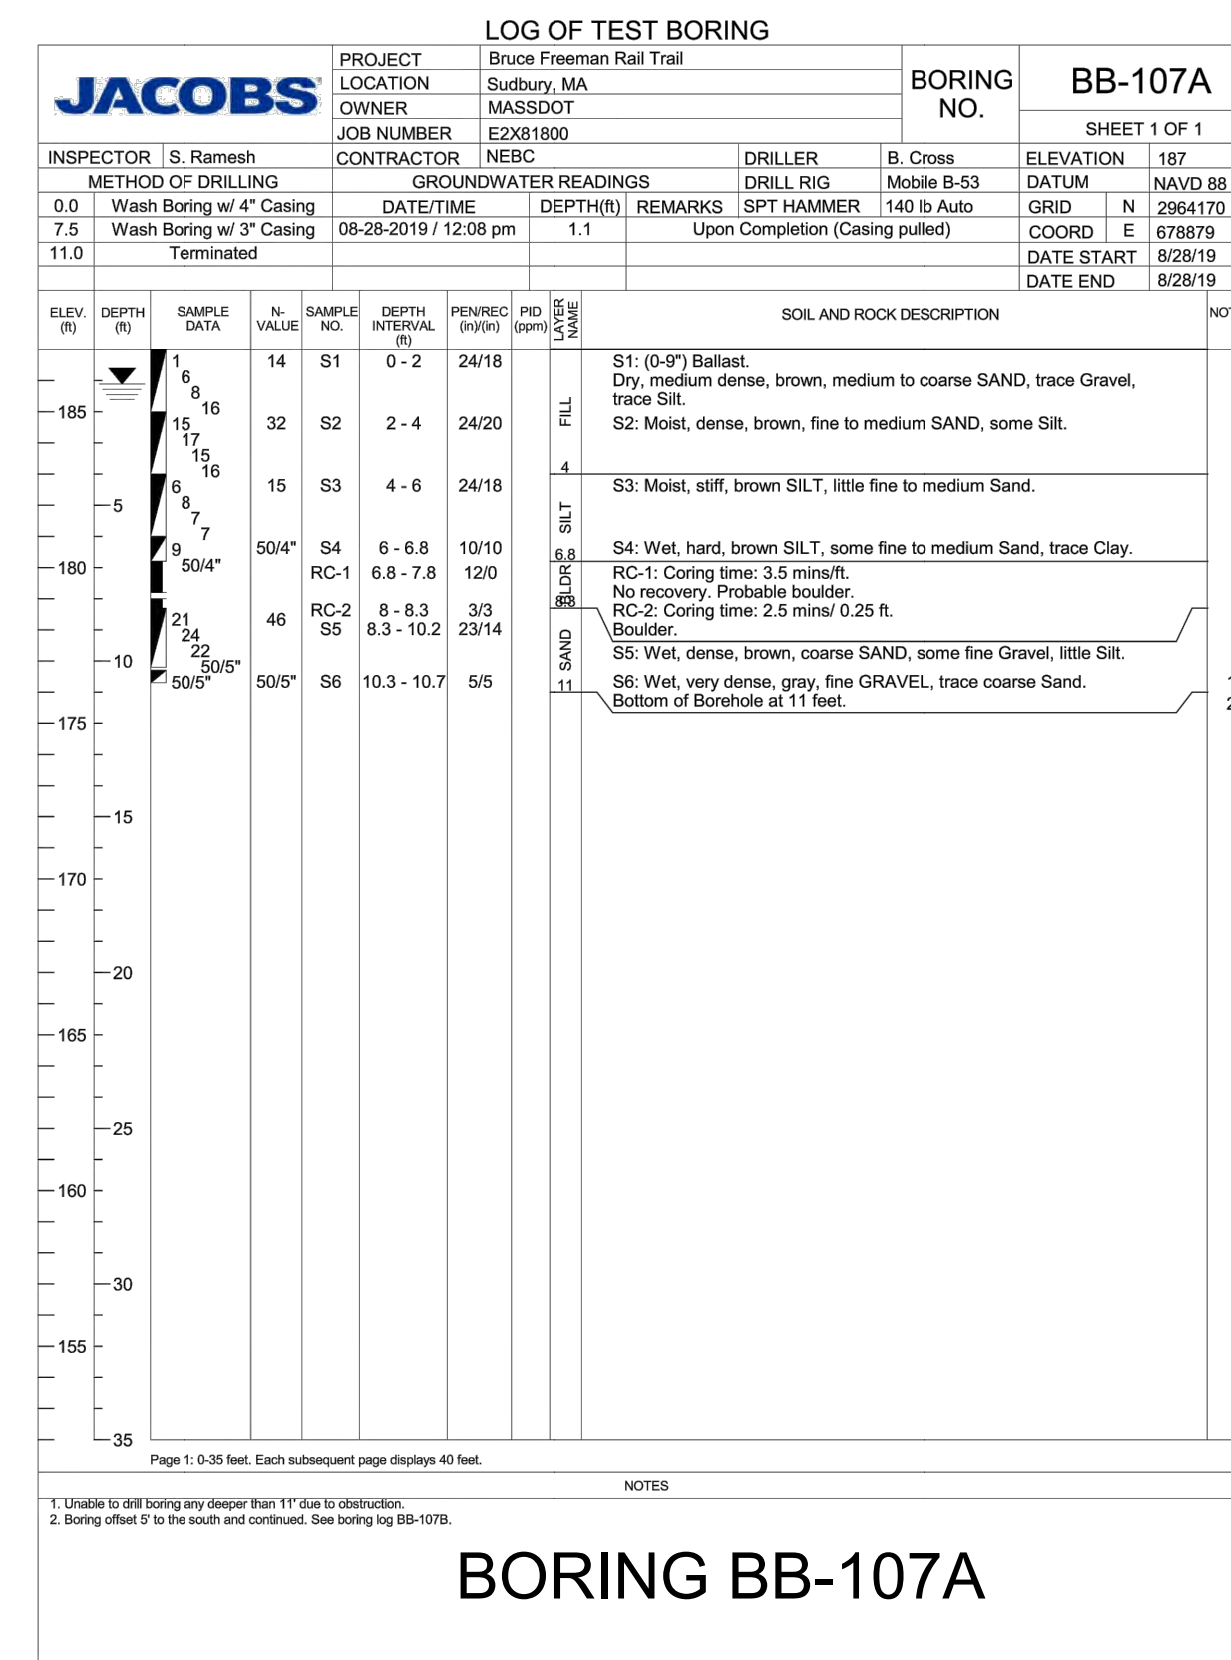 LOG OF TEST BORING
JACOBS
PROJECT Bruce Freeman Rail Trail
LOCATION Sudbury, MA
OWNER MASSDOT
JOB NUMBER E2X81800
BORING NO. BB-107A
SHEET 1 OF 1
INSPECTOR S. Ramesh CONTRACTOR NEBC DRILLER B. Cross ELEVATION 187
METHOD OF DRILLING GROUNDWATER READINGS DRILL RIG Mobile B-53 DATUM NAVD 88
0.0 Wash Boring w/ 4" Casing DATE/TIME DEPTH(ft) REMARKS SPT HAMMER 140 lb Auto GRID N 2964170
7.5 Wash Boring w/ 3" Casing 08-28-2019 / 12:08 pm 1.1 Upon Completion (Casing pulled) COORD E 678879
11.0 Terminated DATE START 8/28/19
DATE END 8/28/19
ELEV. (ft) DEPTH (ft) SAMPLE DATA N-VALUE SAMPLE NO. DEPTH INTERVAL (ft) PEN/REC (in)/(in) PID (ppm) LAYER NAME SOIL AND ROCK DESCRIPTION
1 14 S1 0 - 2 24/18 S1: (0-9") Ballast.
6 Dry, medium dense, brown, medium to coarse SAND, trace Gravel,
8 trace Silt.
185 16 FILL
15 32 S2 2 - 4 24/20 S2: Moist, dense, brown, fine to medium SAND, some Silt.
17
15
16 4
6 15 S3 4 - 6 24/18 S3: Moist, stiff, brown SILT, little fine to medium Sand.
5 8
7 SILT
7
9 50/4" S4 6 - 6.8 10/10 6.8 S4: Wet, hard, brown SILT, some fine to medium Sand, trace Clay.
180 50/4" RC-1 6.8 - 7.8 12/0 BLDR RC-1: Coring time: 3.5 mins/ft.
No recovery. Probable boulder.
RC-2 8 - 8.3 3/3 8.3 RC-2: Coring time: 2.5 mins/ 0.25 ft.
21 46 S5 8.3 - 10.2 23/14 Boulder.
24
22 SAND S5: Wet, dense, brown, coarse SAND, some fine Gravel, little Silt.
10 50/5"
50/5" 50/5" S6 10.3 - 10.7 5/5 11 S6: Wet, very dense, gray, fine GRAVEL, trace coarse Sand.
Bottom of Borehole at 11 feet.
175
15
170
20
165
25
160
30
155
35
Page 1: 0-35 feet. Each subsequent page displays 40 feet.
NOTES
1. Unable to drill boring any deeper than 11' due to obstruction.
2. Boring offset 5' to the south and continued. See boring log BB-107B.
BORING BB-107A